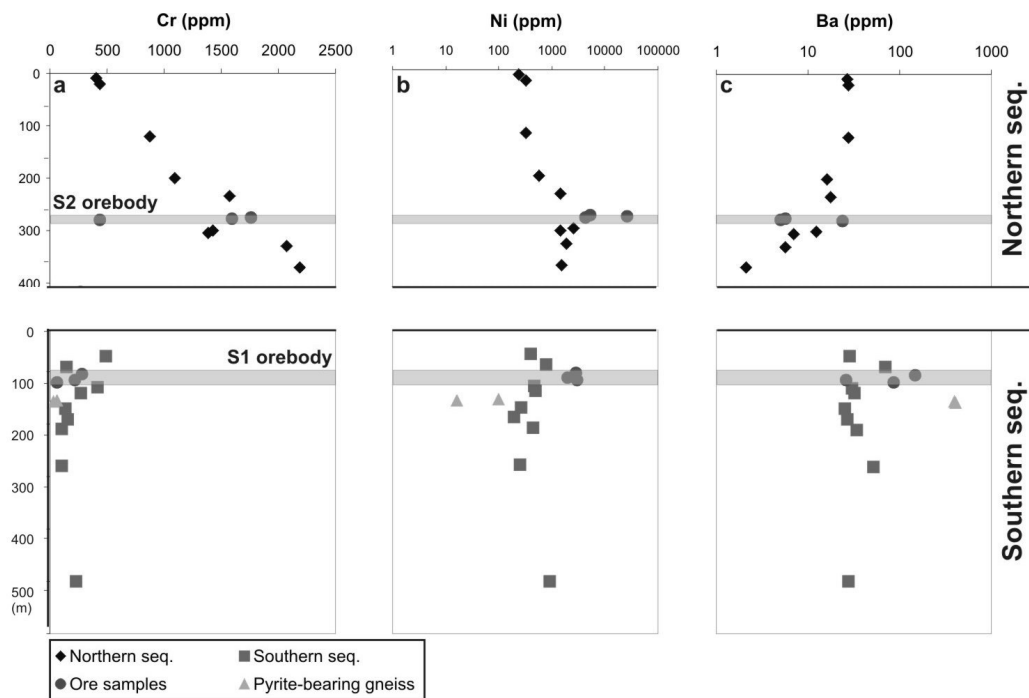 Cr (ppm) Ni (ppm) Ba (ppm)
0 500 1000 1500 2000 2500 1 10 100 1000 10000 100000 1 10 100 1000
0
100
200
300
400
a b c
S2 orebody
Northern seq.
0
100
200
300
400
500
(m)
S1 orebody
Southern seq.
Northern seq. Southern seq.
Ore samples Pyrite-bearing gneiss